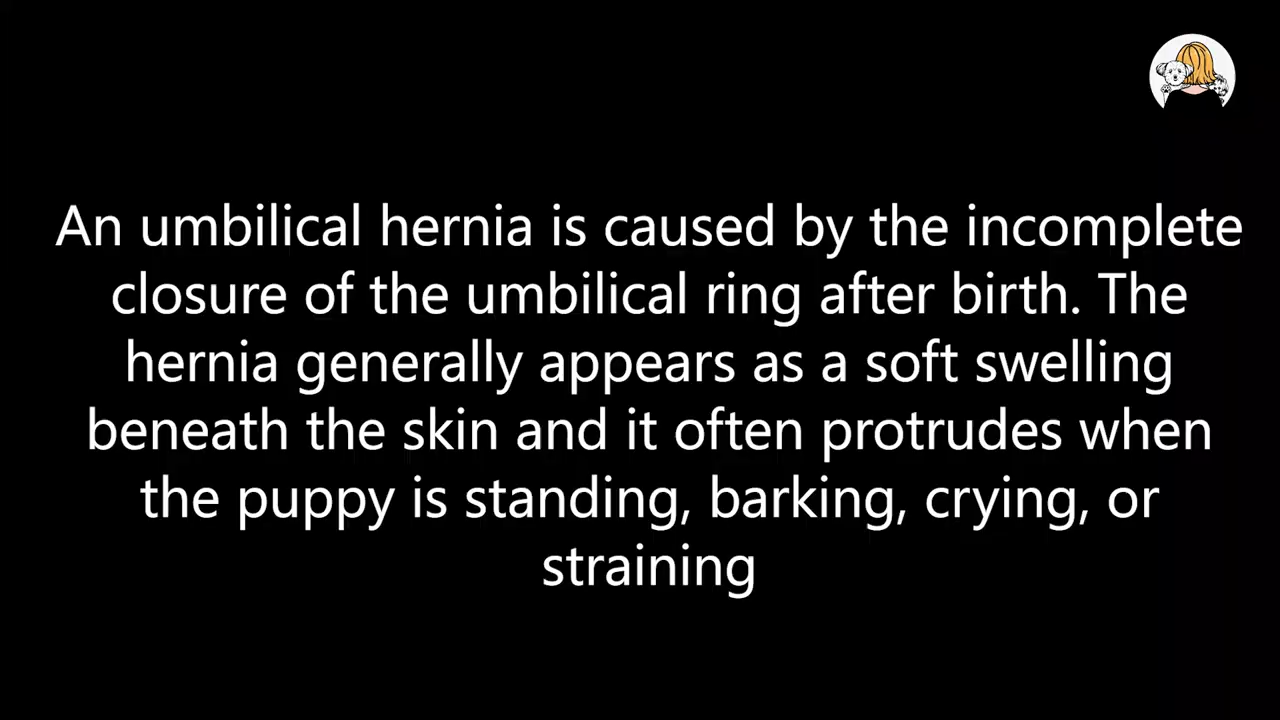 An umbilical hernia is caused by the incomplete
closure of the umbilical ring after birth. The
hernia generally appears as a soft swelling
beneath the skin and it often protrudes when
the puppy is standing, barking, crying, or
straining